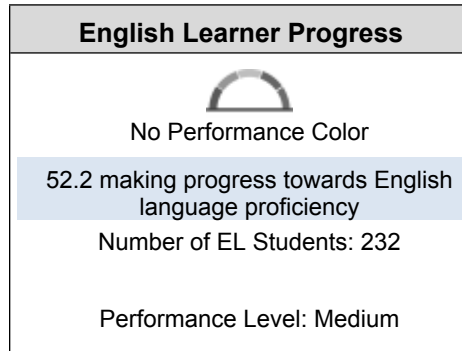 English Learner Progress
No Performance Color
52.2 making progress towards English
language proficiency
Number of EL Students: 232
Performance Level: Medium